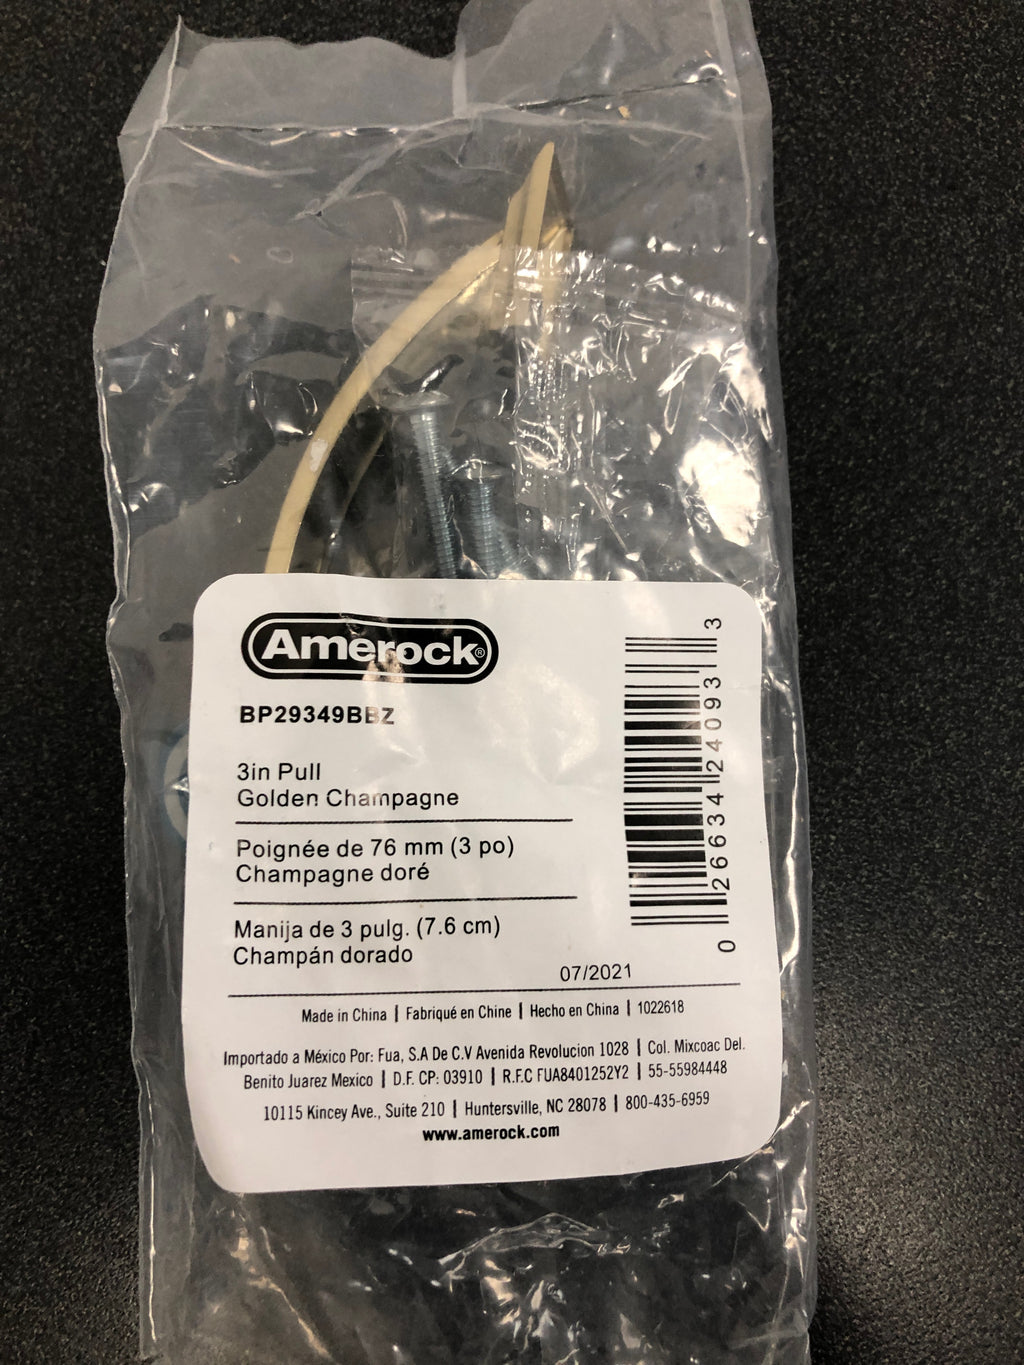 Amerock®
BP29349BBZ
3in Pull
Golden Champagne
Poignée de 76 mm (3 po)
Champagne doré
Manija de 3 pulg. (7.6 cm)
Champán dorado
07/2021
0 26634 24093 3
Made in China | Fabriqué en Chine | Hecho en China | 1022618
Importado a México Por: Fua, S.A De C.V Avenida Revolucion 1028 | Col. Mixcoac Del.
Benito Juarez Mexico | D.F. CP: 03910 | R.F.C FUA8401252Y2 | 55-55984448
10115 Kincey Ave., Suite 210 | Huntersville, NC 28078 | 800-435-6959
www.amerock.com